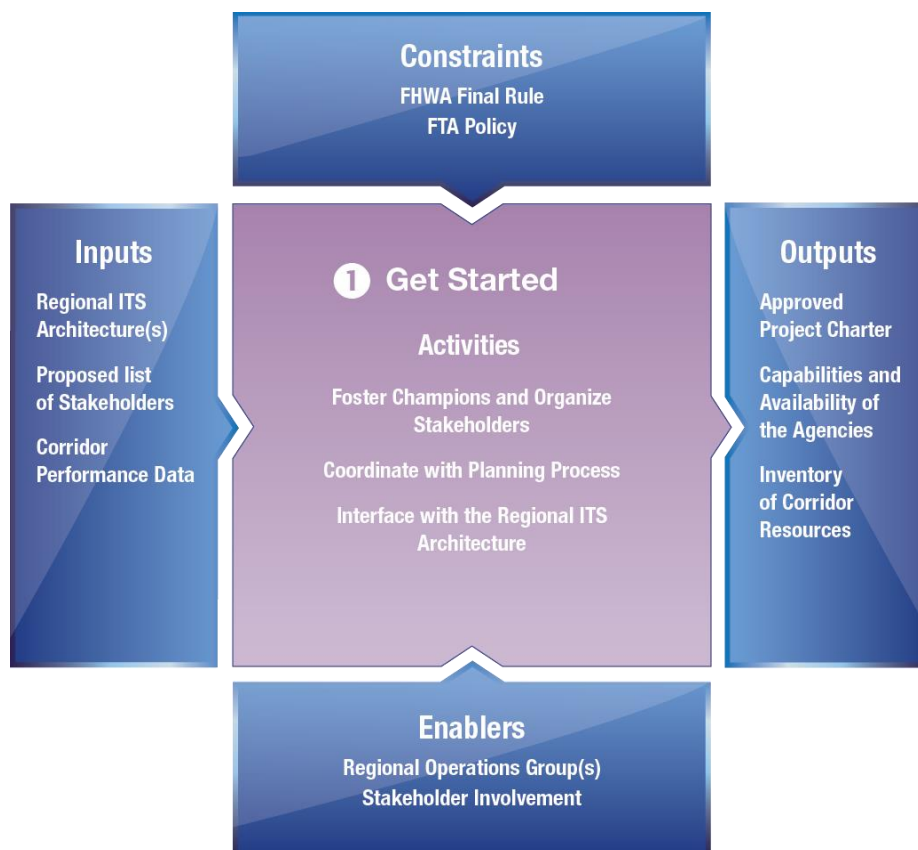 Constraints
FHWA Final Rule
FTA Policy
Inputs
Regional ITS
Architecture(s)
Proposed list
of Stakeholders
Corridor
Performance Data
1 Get Started
Activities
Foster Champions and Organize
Stakeholders
Coordinate with Planning Process
Interface with the Regional ITS
Architecture
Outputs
Approved
Project Charter
Capabilities and
Availability of
the Agencies
Inventory
of Corridor
Resources
Enablers
Regional Operations Group(s)
Stakeholder Involvement